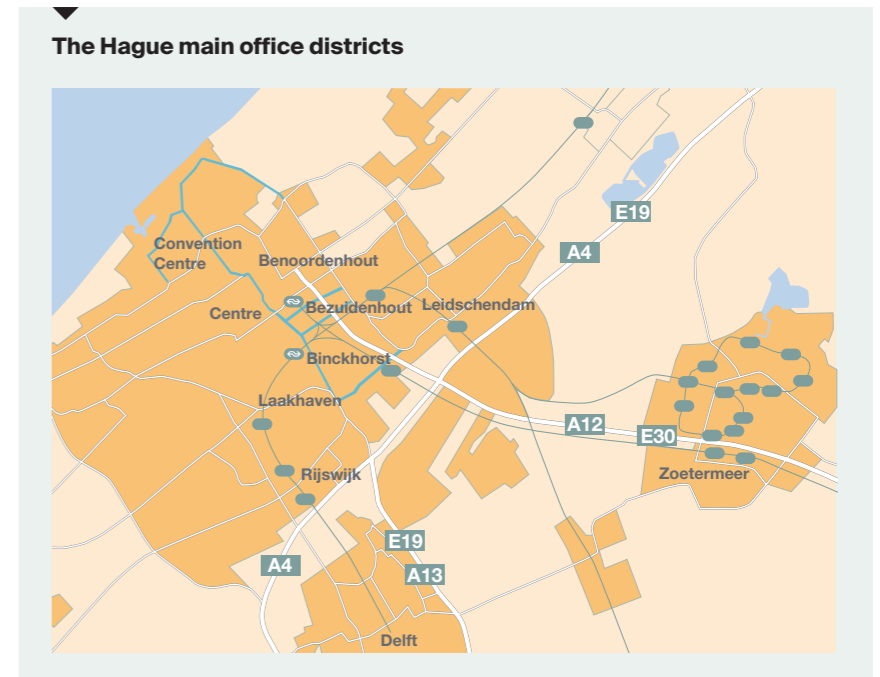 The Hague main office districts
E19
A4
Convention
Centre
Benoordenhout
Centre
Bezuidenhout
Leidschendam
Binckhorst
Laakhaven
A12
E30
Rijswijk
Zoetermeer
E19
A4
A13
Delft